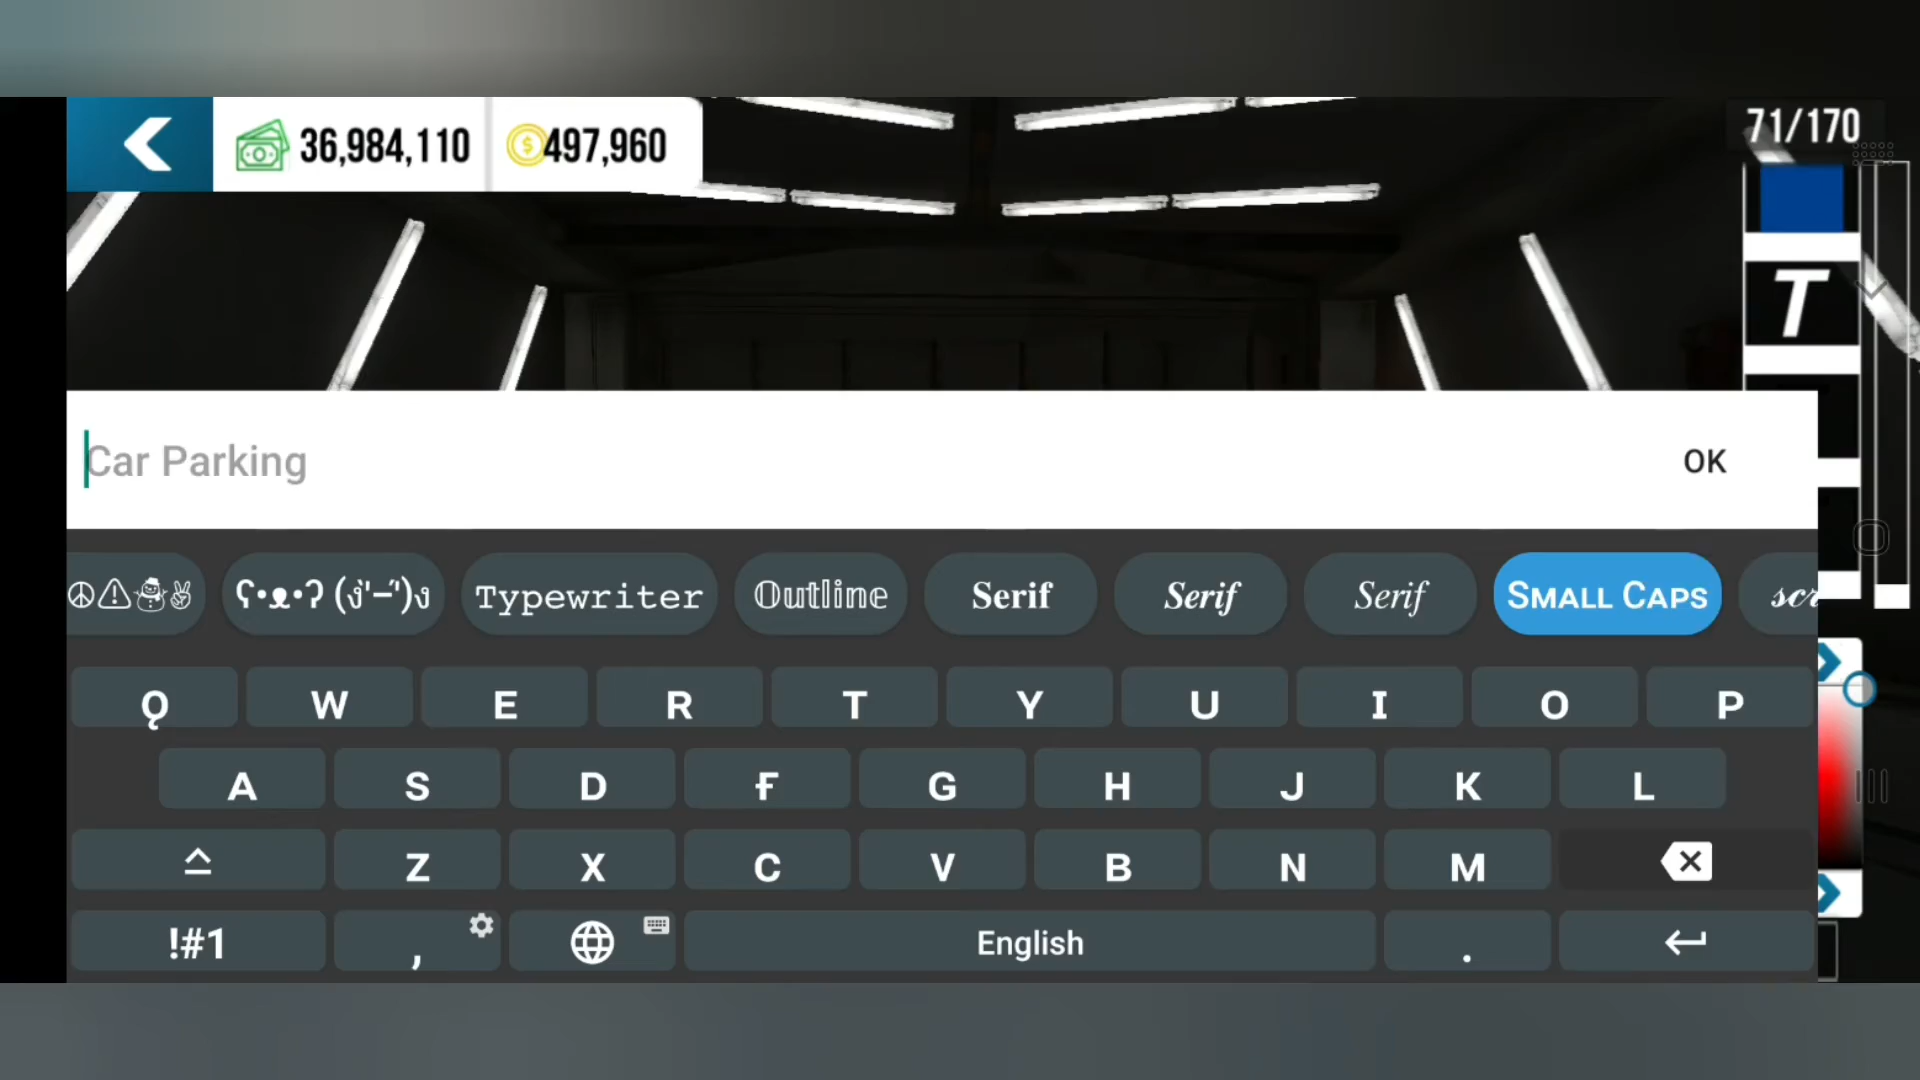 36,984,110 497,960
71/170
T
Car Parking
OK
☮⚠☃✌ ʕ•ᴥ•ʔ (ง'̀-'́)ง Typewriter Outline Serif Serif Serif SMALL CAPS scr
Q W E R T Y U I O P
A S D F G H J K L
Z X C V B N M
!#1 , English .